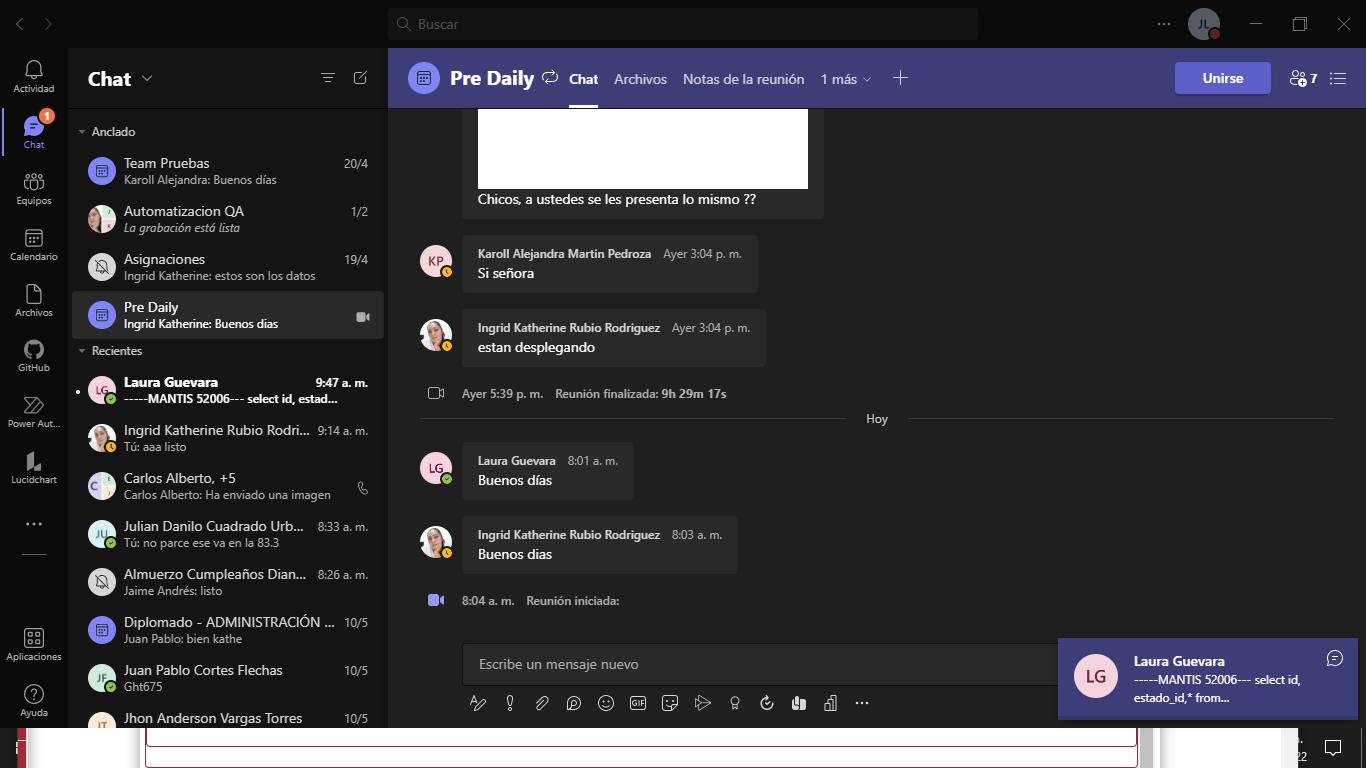 Buscar
JL
Actividad
1
Chat
Equipos
Calendario
Archivos
GitHub
Power Aut...
Lucidchart
Aplicaciones
Ayuda
Chat
Anclado
Team Pruebas 20/4
Karoll Alejandra: Buenos días
Automatizacion QA 1/2
La grabación está lista
Asignaciones 19/4
Ingrid Katherine: estos son los datos
Pre Daily
Ingrid Katherine: Buenos dias
Recientes
LG
Laura Guevara 9:47 a. m.
-----MANTIS 52006--- select id, estad...
Ingrid Katherine Rubio Rodri... 9:14 a. m.
Tú: aaa listo
C
Carlos Alberto, +5
Carlos Alberto: Ha enviado una imagen
JU
Julian Danilo Cuadrado Urb... 8:33 a. m.
Tú: no parce ese va en la 83.3
Almuerzo Cumpleaños Dian... 8:26 a. m.
Jaime Andrés: listo
Diplomado - ADMINISTRACIÓN ... 10/5
Juan Pablo: bien kathe
JF
Juan Pablo Cortes Flechas 10/5
Ght675
JT
Jhon Anderson Vargas Torres 10/5
Pre Daily Chat Archivos Notas de la reunión 1 más Unirse 7
Chicos, a ustedes se les presenta lo mismo ??
KP
Karoll Alejandra Martin Pedroza Ayer 3:04 p. m.
Si señora
Ingrid Katherine Rubio Rodriguez Ayer 3:04 p. m.
estan desplegando
Ayer 5:39 p. m. Reunión finalizada: 9h 29m 17s
Hoy
LG
Laura Guevara 8:01 a. m.
Buenos días
Ingrid Katherine Rubio Rodriguez 8:03 a. m.
Buenos dias
8:04 a. m. Reunión iniciada:
Escribe un mensaje nuevo
GIF
LG
Laura Guevara
-----MANTIS 52006--- select id,
estado_id,* from...